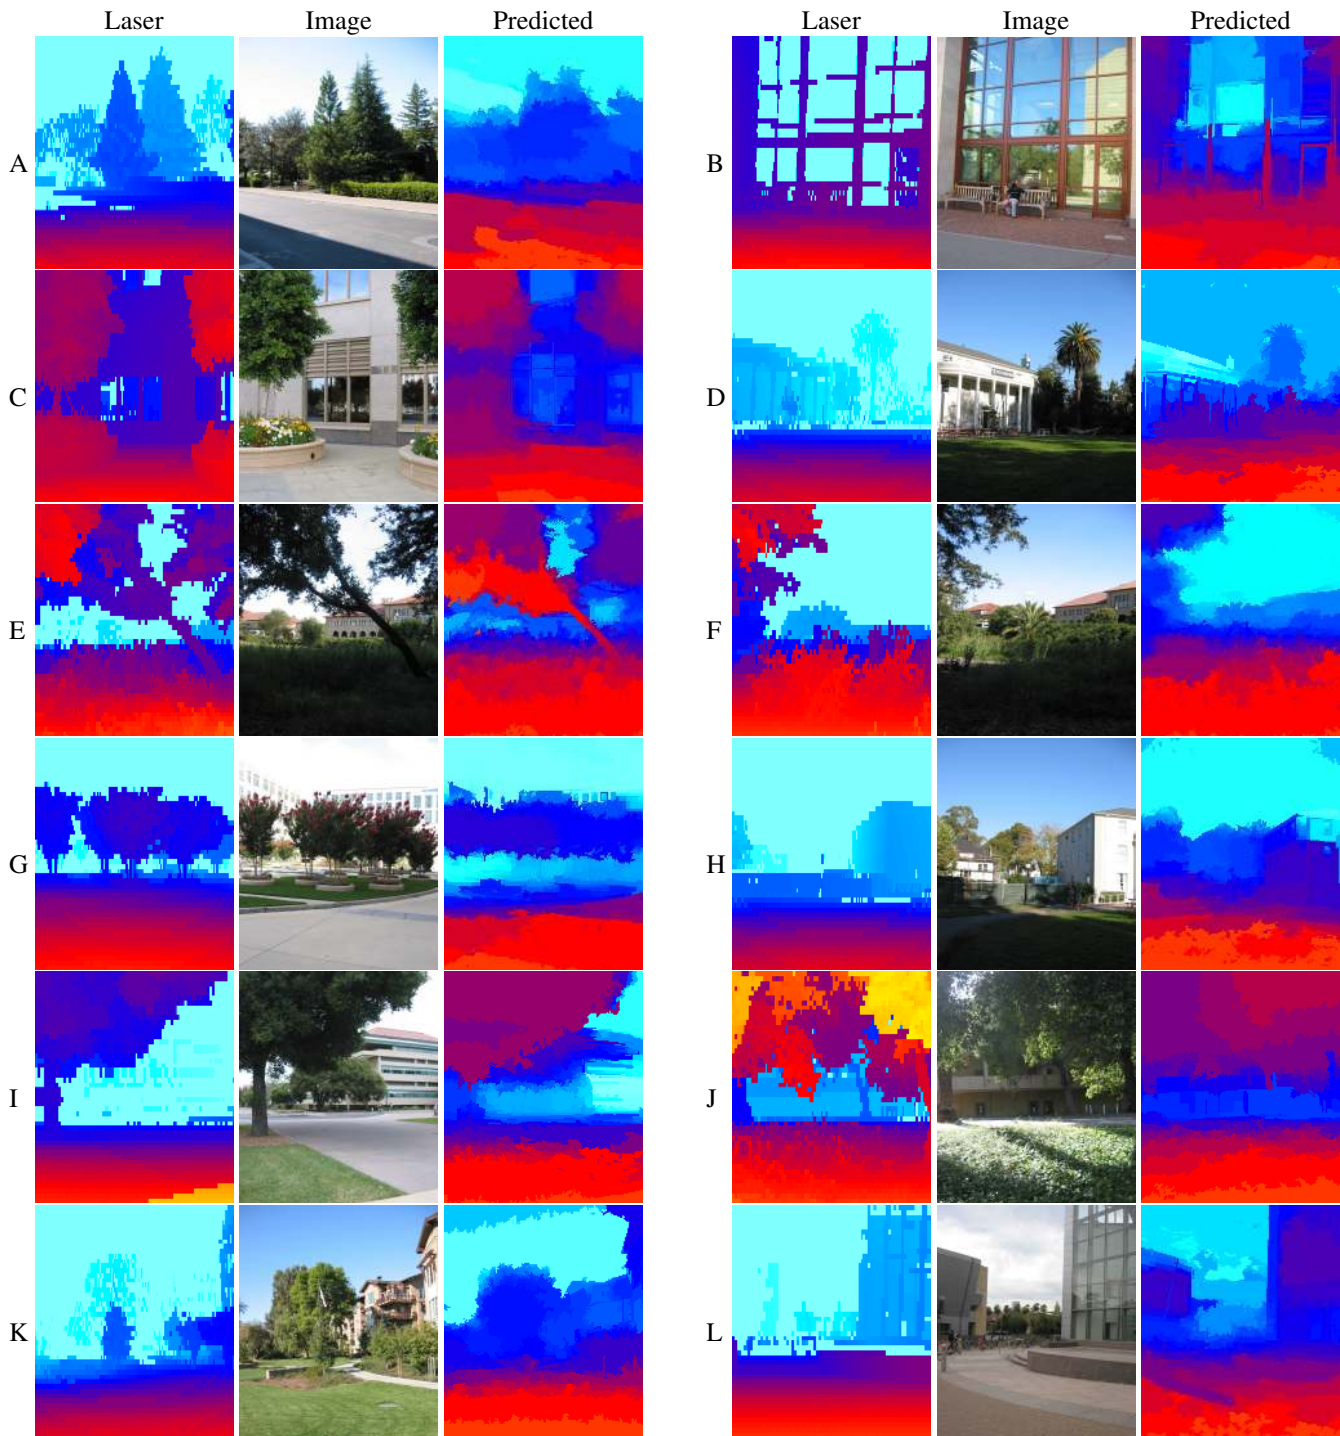 Laser Image Predicted Laser Image Predicted
A B
C D
E F
G H
I J
K L